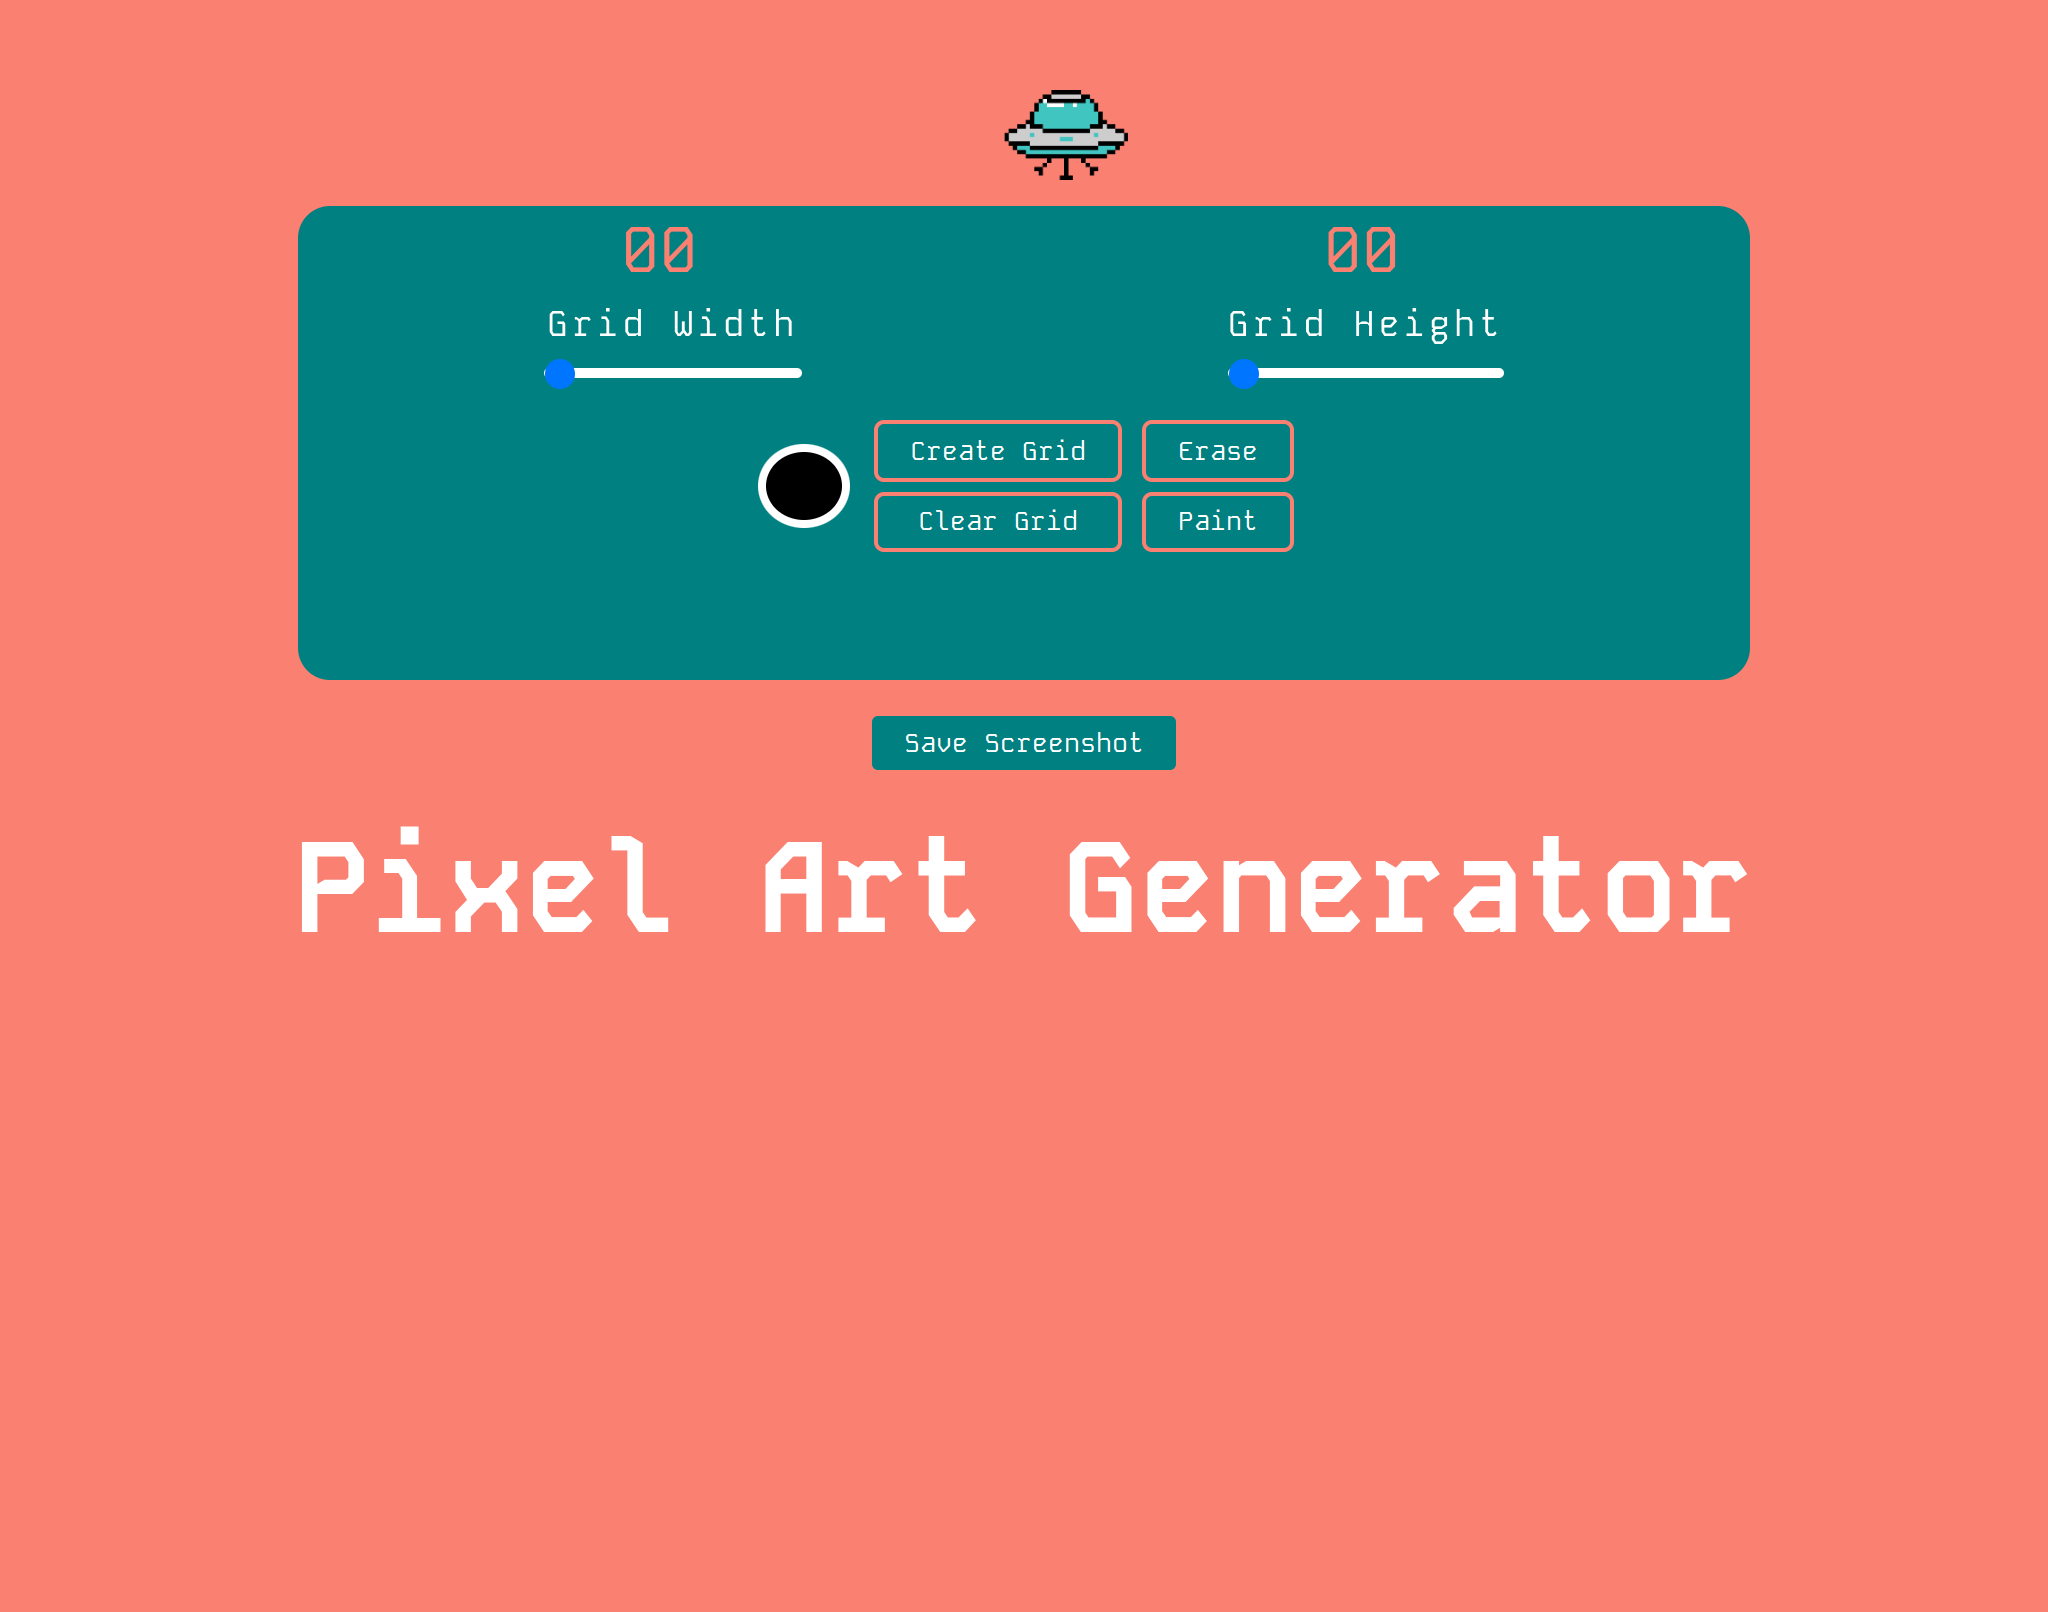 00 00
Grid Width Grid Height
Create Grid Erase
Clear Grid Paint
Save Screenshot
Pixel Art Generator